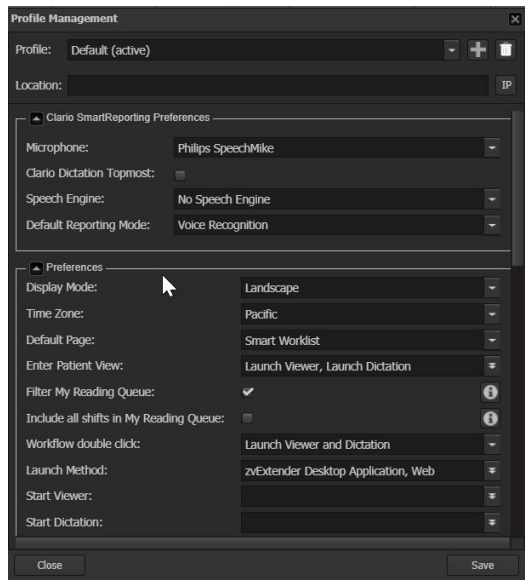 Profile Management
Profile: Default (active)
Location: IP
Clario SmartReporting Preferences
Microphone: Philips SpeechMike
Clario Dictation Topmost:
Speech Engine: No Speech Engine
Default Reporting Mode: Voice Recognition
Preferences
Display Mode: Landscape
Time Zone: Pacific
Default Page: Smart Worklist
Enter Patient View: Launch Viewer, Launch Dictation
Filter My Reading Queue:
Include all shifts in My Reading Queue:
Workflow double click: Launch Viewer and Dictation
Launch Method: zvExtender Desktop Application, Web
Start Viewer:
Start Dictation:
Close Save